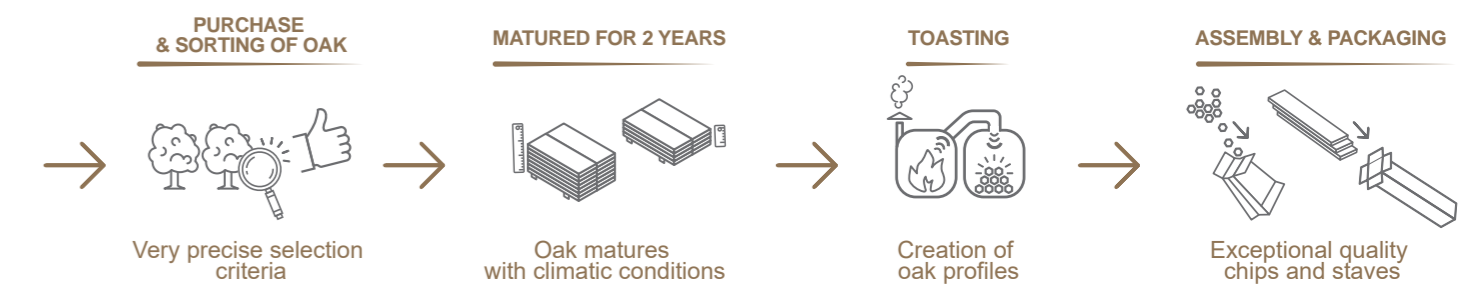 PURCHASE
& SORTING OF OAK
Very precise selection
criteria
MATURED FOR 2 YEARS
Oak matures
with climatic conditions
TOASTING
Creation of
oak profiles
ASSEMBLY & PACKAGING
Exceptional quality
chips and staves